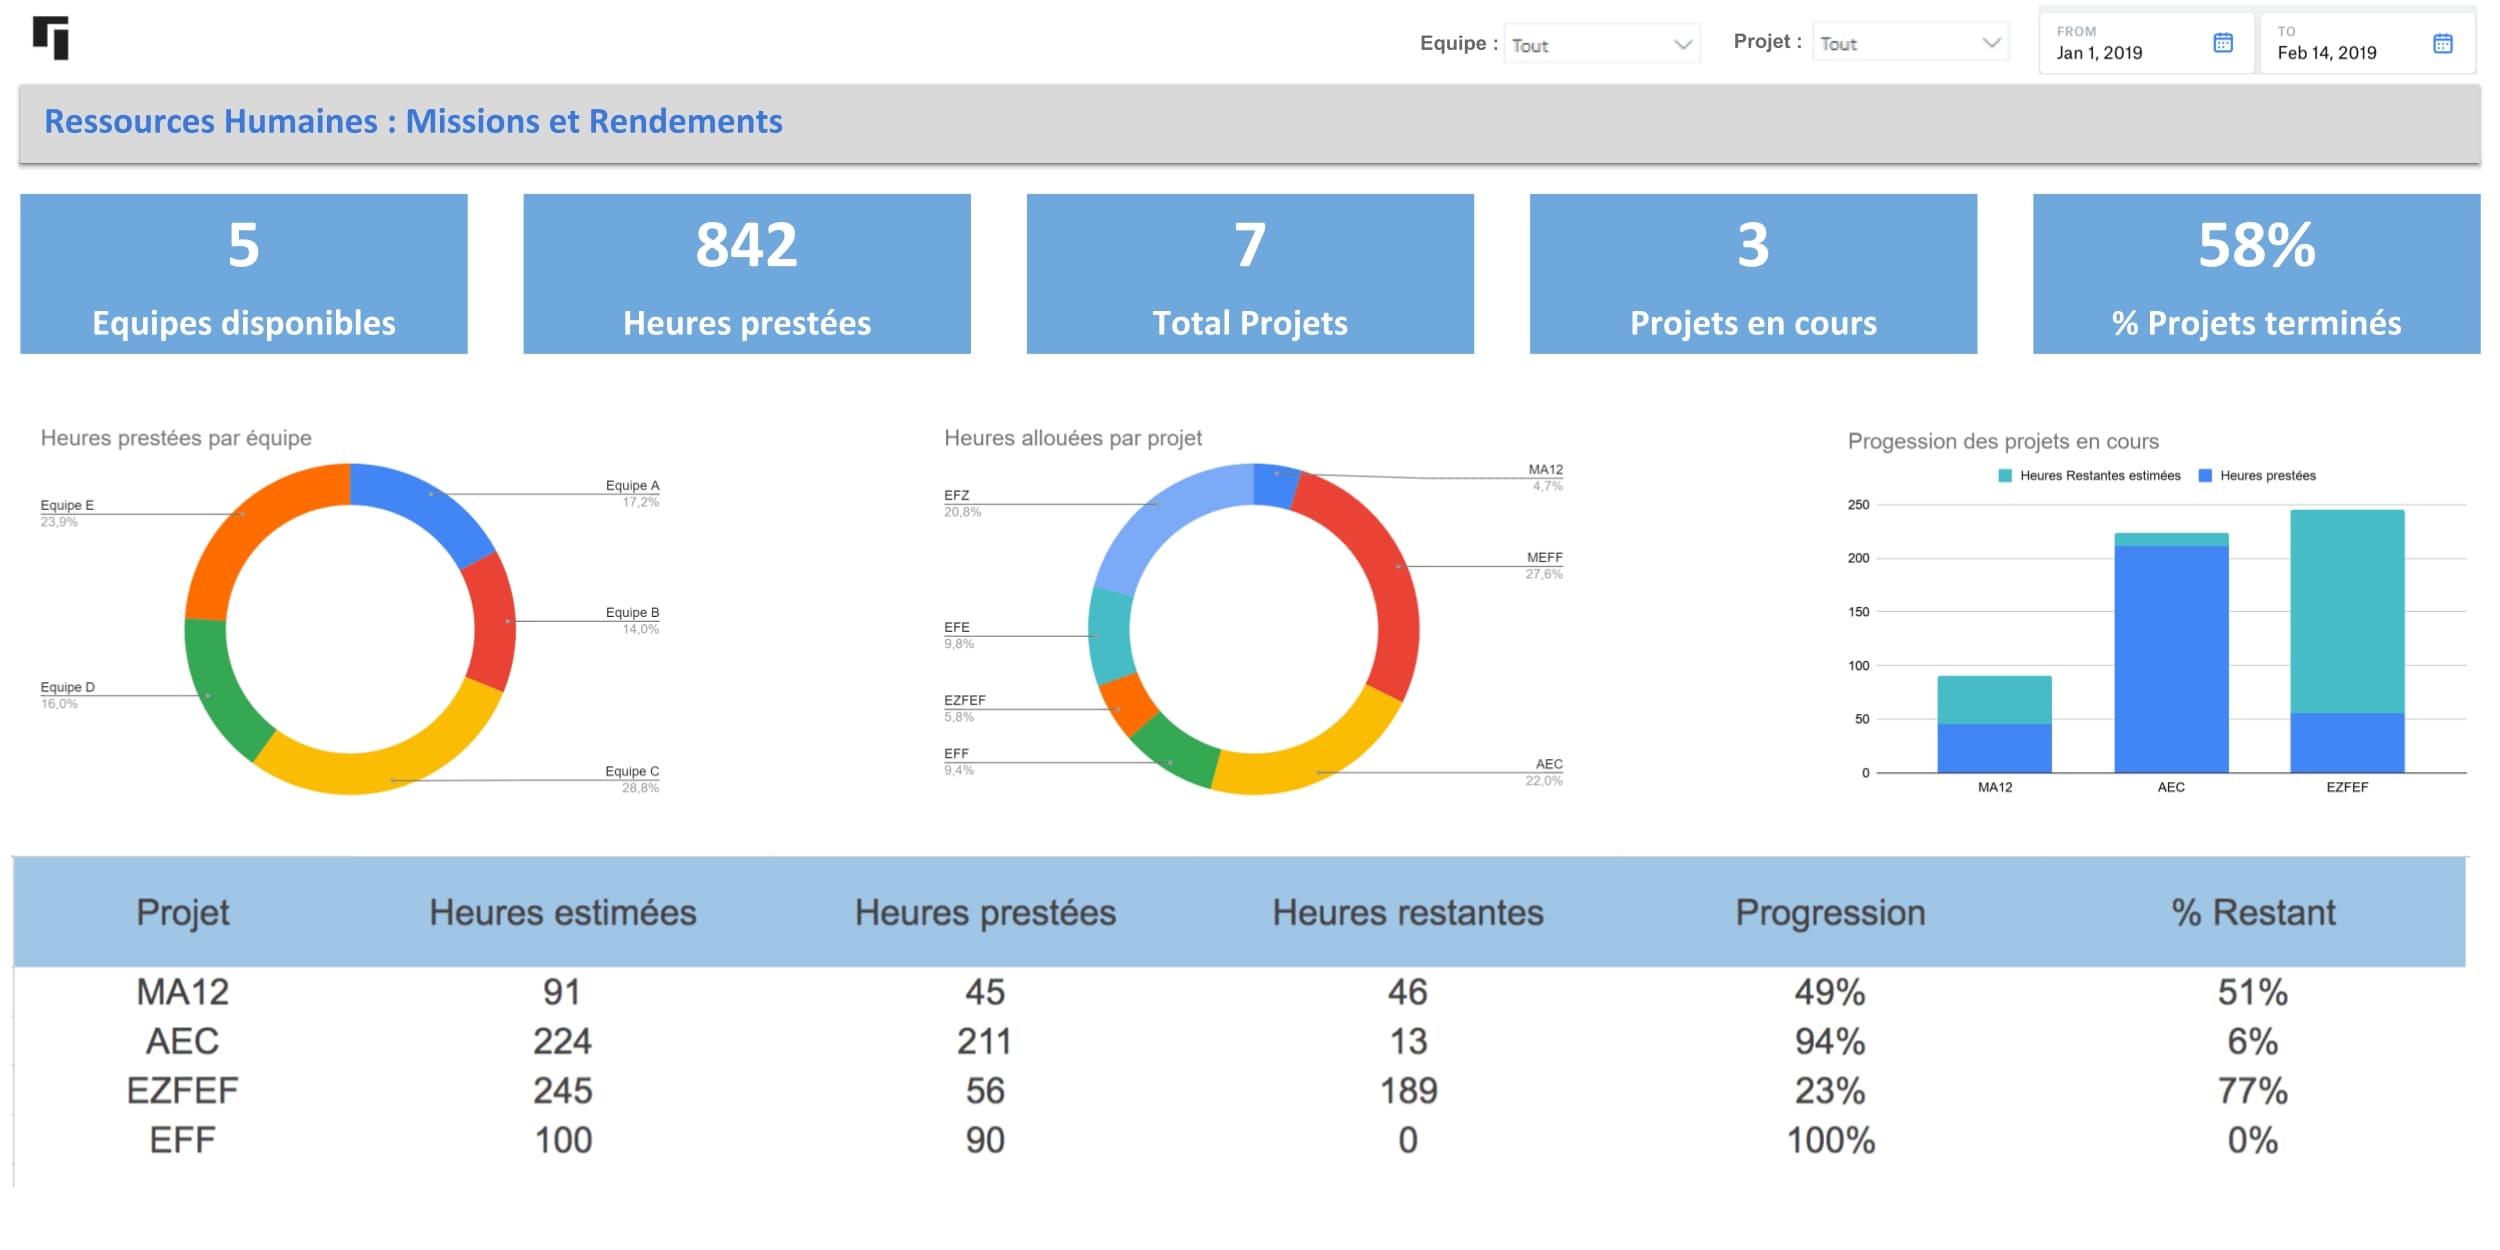 Equipe : Tout
Projet : Tout
FROM
Jan 1, 2019
TO
Feb 14, 2019
Ressources Humaines : Missions et Rendements
5
Equipes disponibles
842
Heures prestées
7
Total Projets
3
Projets en cours
58%
% Projets terminés
Heures prestées par équipe
Equipe A
17,2%
Equipe B
14,0%
Equipe C
28,8%
Equipe D
16,0%
Equipe E
23,9%
Heures allouées par projet
MA12
4,7%
MEFF
27,6%
AEC
22,0%
EFF
9,4%
EZFEF
5,8%
EFE
9,8%
EFZ
20,8%
Progession des projets en cours
Heures Restantes estimées Heures prestées
250
200
150
100
50
0
MA12 AEC EZFEF
Projet Heures estimées Heures prestées Heures restantes Progression % Restant
MA12 91 45 46 49% 51%
AEC 224 211 13 94% 6%
EZFEF 245 56 189 23% 77%
EFF 100 90 0 100% 0%